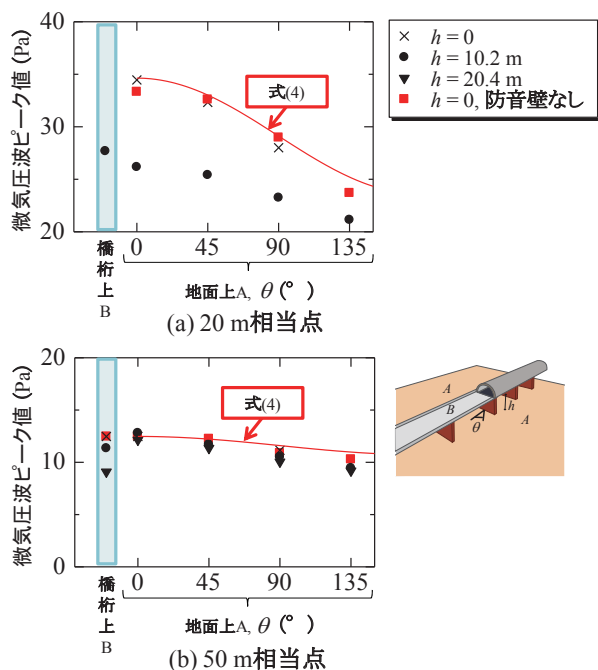 微気圧波ピーク値 (Pa)
40
30
20
式(4)
0 45 90 135
橋桁上B
地面上A, θ (°)
(a) 20 m相当点
× h = 0
● h = 10.2 m
▼ h = 20.4 m
■ h = 0, 防音壁なし
微気圧波ピーク値 (Pa)
20
10
0
式(4)
0 45 90 135
橋桁上B
地面上A, θ (°)
(b) 50 m相当点
A
B
h
θ
A